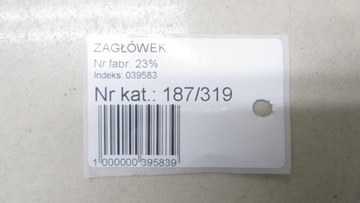 ZAGŁÓWEK
Nr fabr. 23%
Indeks: 039583
Nr kat.: 187/319
1 000000 395839